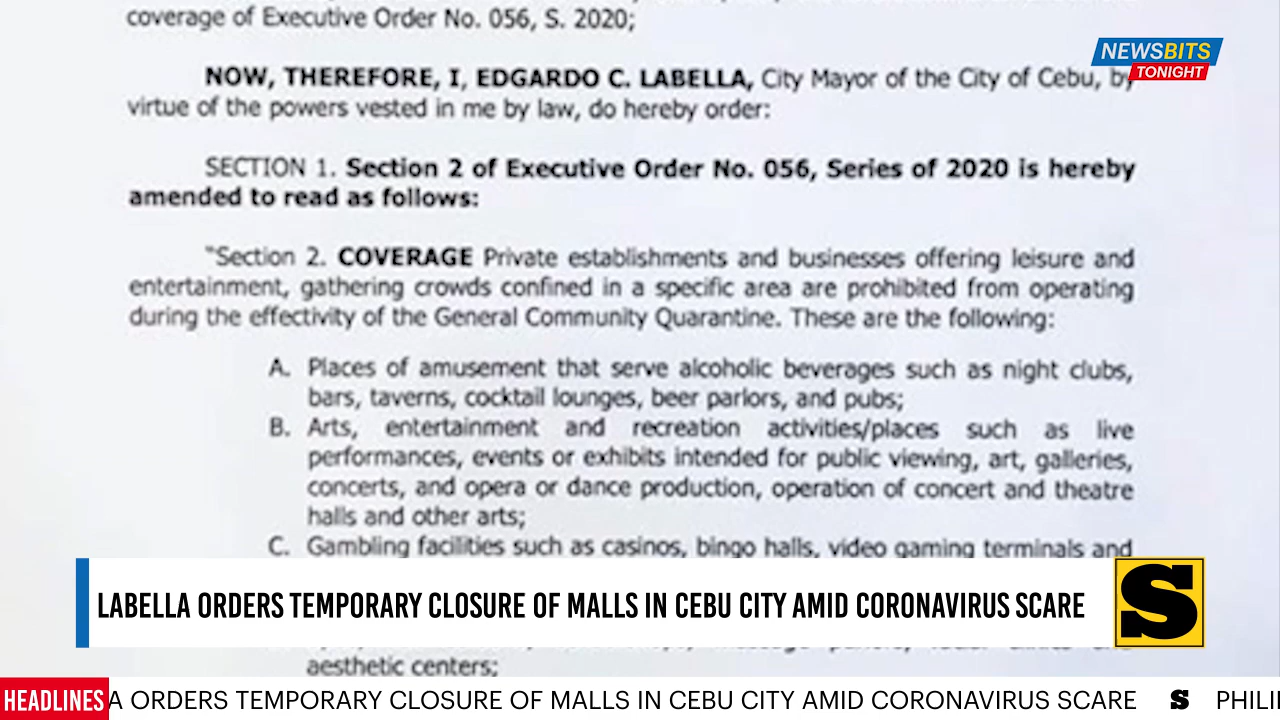 coverage of Executive Order No. 056, S. 2020;
NEWSBITS
TONIGHT
NOW, THEREFORE, I, EDGARDO C. LABELLA, City Mayor of the City of Cebu, by
virtue of the powers vested in me by law, do hereby order:
SECTION 1. Section 2 of Executive Order No. 056, Series of 2020 is hereby
amended to read as follows:
"Section 2. COVERAGE Private establishments and businesses offering leisure and
entertainment, gathering crowds confined in a specific area are prohibited from operating
during the effectivity of the General Community Quarantine. These are the following:
A. Places of amusement that serve alcoholic beverages such as night clubs,
bars, taverns, cocktail lounges, beer parlors, and pubs;
B. Arts, entertainment and recreation activities/places such as live
performances, events or exhibits intended for public viewing, art, galleries,
concerts, and opera or dance production, operation of concert and theatre
halls and other arts;
C. Gambling facilities such as casinos, bingo halls, video gaming terminals and
LABELLA ORDERS TEMPORARY CLOSURE OF MALLS IN CEBU CITY AMID CORONAVIRUS SCARE
S
aesthetic centers;
HEADLINES
A ORDERS TEMPORARY CLOSURE OF MALLS IN CEBU CITY AMID CORONAVIRUS SCARE S PHILI